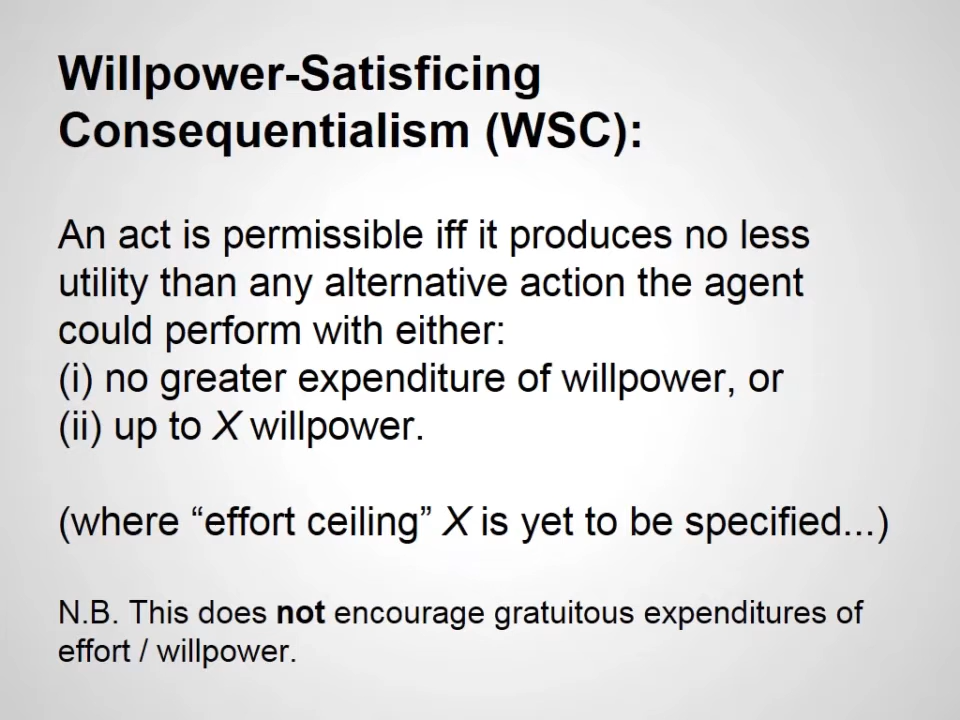 Willpower-Satisficing
Consequentialism (WSC):
An act is permissible iff it produces no less
utility than any alternative action the agent
could perform with either:
(i) no greater expenditure of willpower, or
(ii) up to X willpower.
(where “effort ceiling” X is yet to be specified...)
N.B. This does not encourage gratuitous expenditures of
effort / willpower.